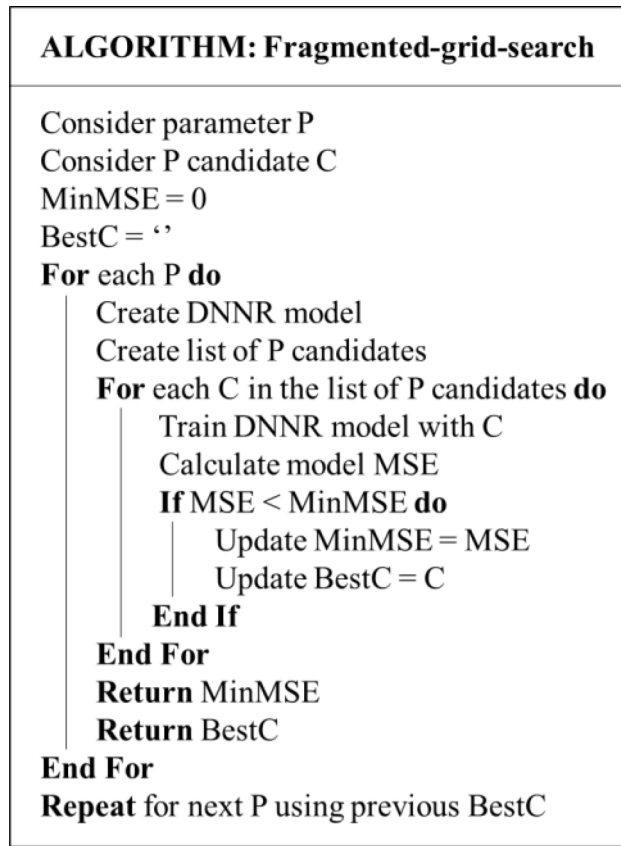 ALGORITHM: Fragmented-grid-search
Consider parameter P
Consider P candidate C
MinMSE = 0
BestC = ‘’
For each P do
Create DNNR model
Create list of P candidates
For each C in the list of P candidates do
Train DNNR model with C
Calculate model MSE
If MSE < MinMSE do
Update MinMSE = MSE
Update BestC = C
End If
End For
Return MinMSE
Return BestC
End For
Repeat for next P using previous BestC